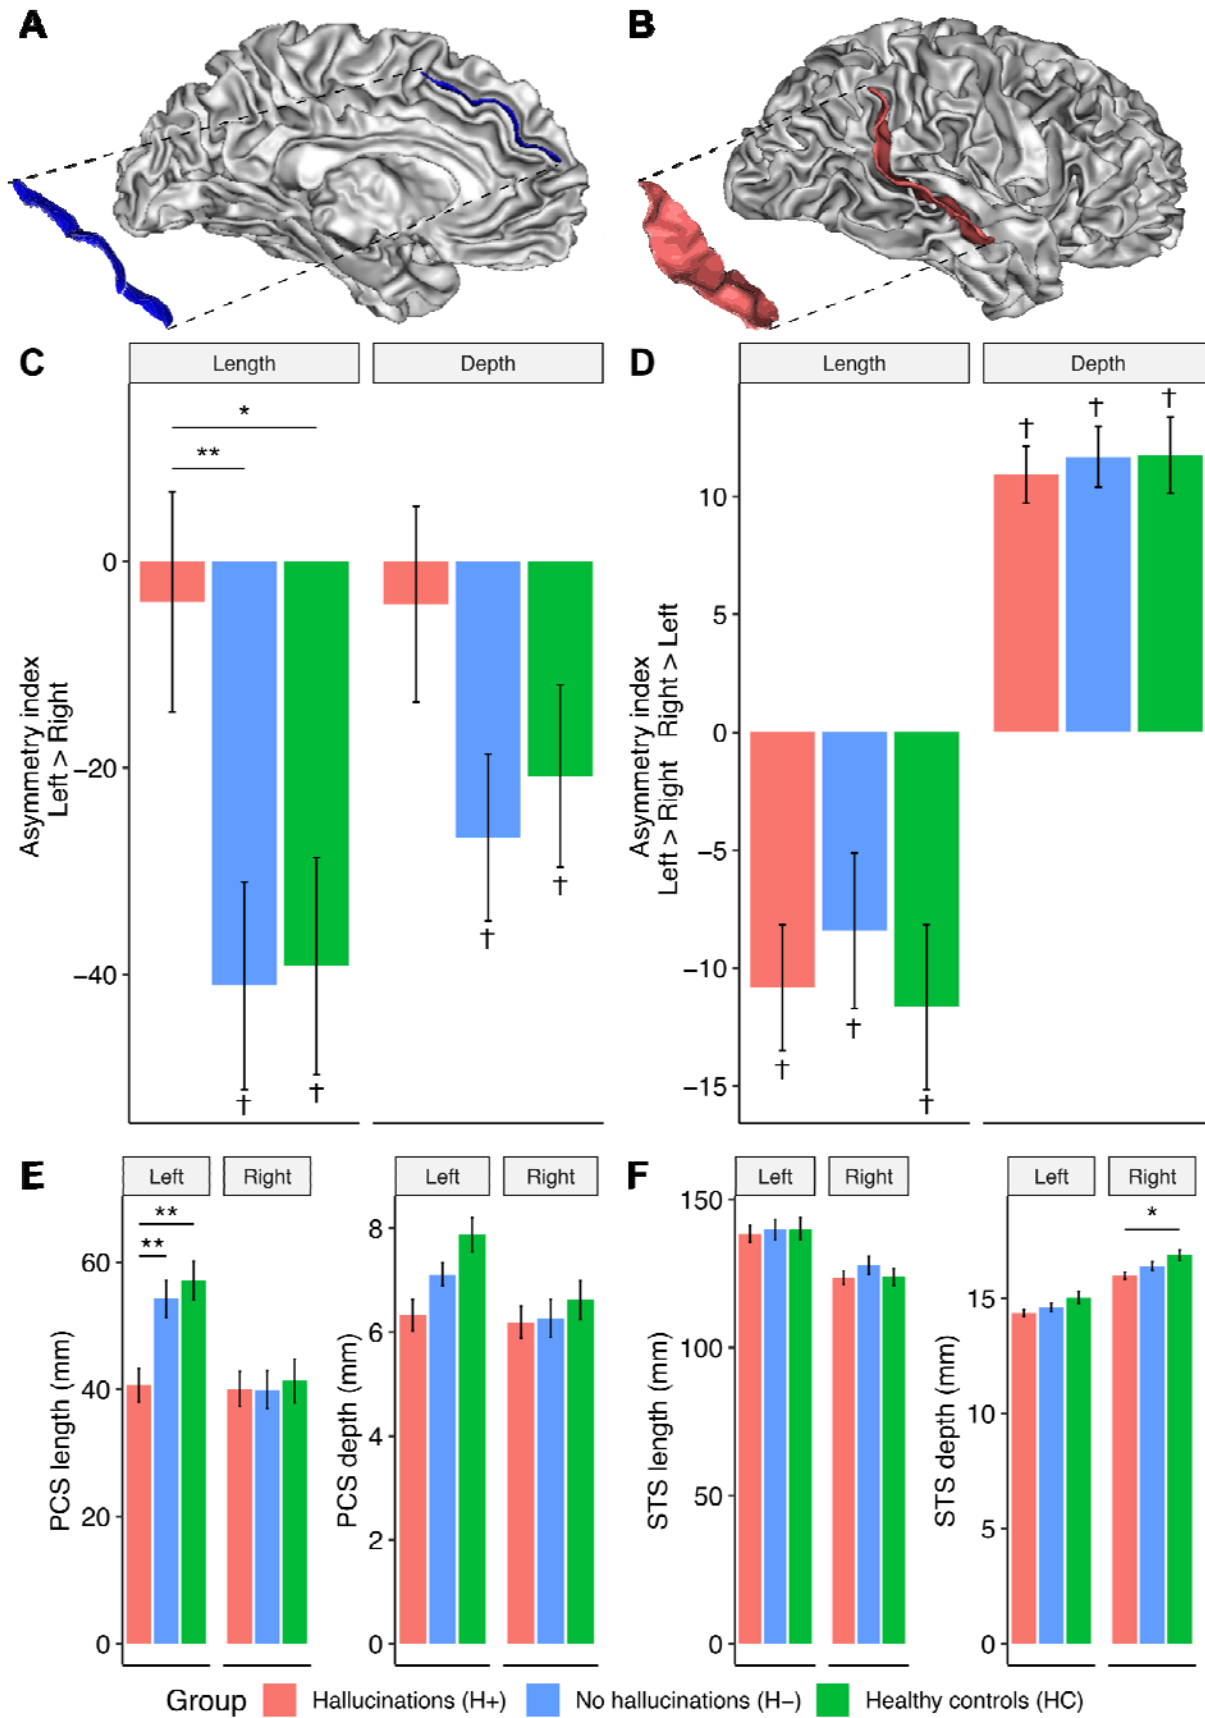 A
B
C
Length
Depth
D
Length
Depth
*
**
0
−20
−40
Asymmetry index
Left > Right
† † † †
† † †
10
5
0
−5
−10
−15
Asymmetry index
Left > Right Right > Left
† † †
E
Left
Right
Left
Right
F
Left
Right
Left
Right
**
**
60
40
20
0
PCS length (mm)
8
6
4
2
0
PCS depth (mm)
150
100
50
0
STS length (mm)
*
15
10
5
0
STS depth (mm)
Group
Hallucinations (H+)
No hallucinations (H−)
Healthy controls (HC)